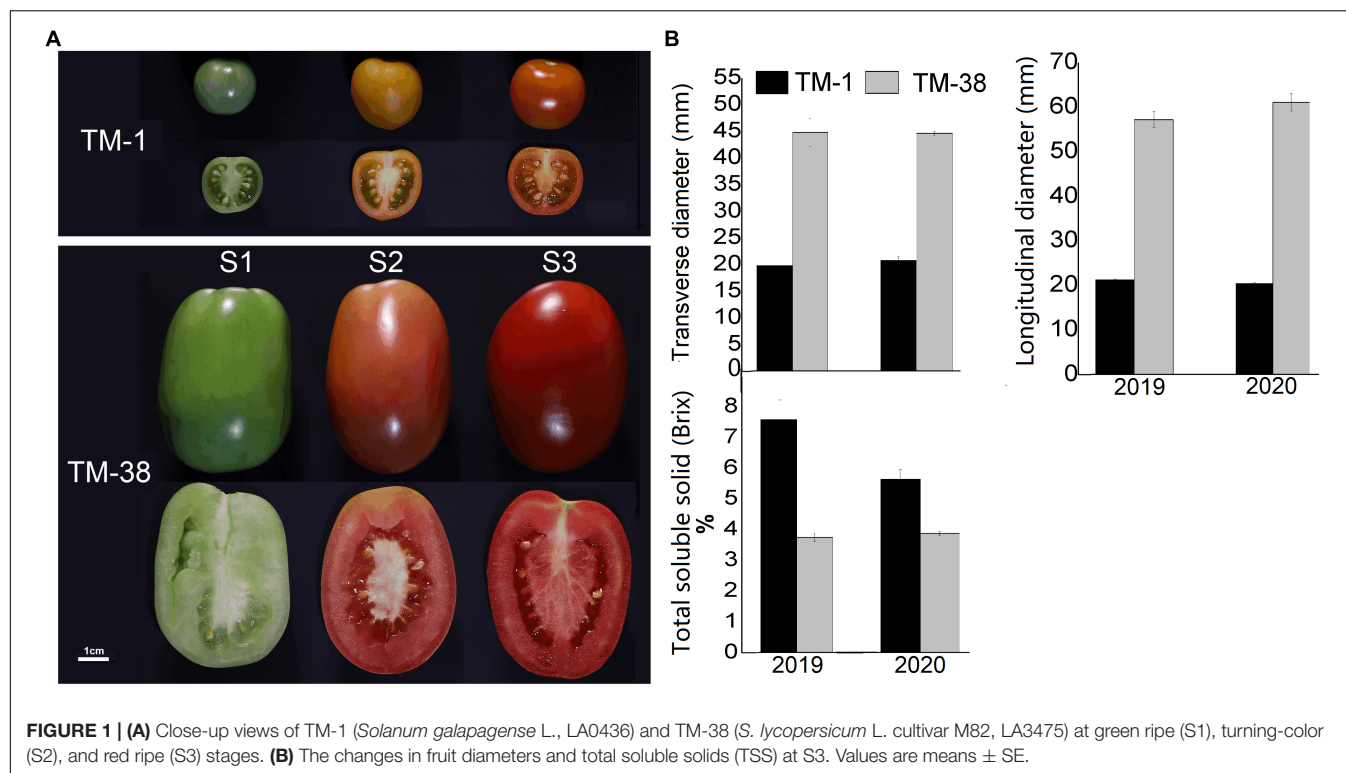 A
TM-1
S1 S2 S3
TM-38
1cm
B
TM-1 TM-38
Transverse diameter (mm)
55
50
45
40
35
30
25
20
15
10
5
0
Longitudinal diameter (mm)
70
60
50
40
30
20
10
0
2019 2020
Total soluble solid (Brix)
%
8
7
6
5
4
3
2
1
0
2019 2020
FIGURE 1 | (A) Close-up views of TM-1 (Solanum galapagense L., LA0436) and TM-38 (S. lycopersicum L. cultivar M82, LA3475) at green ripe (S1), turning-color
(S2), and red ripe (S3) stages. (B) The changes in fruit diameters and total soluble solids (TSS) at S3. Values are means ± SE.